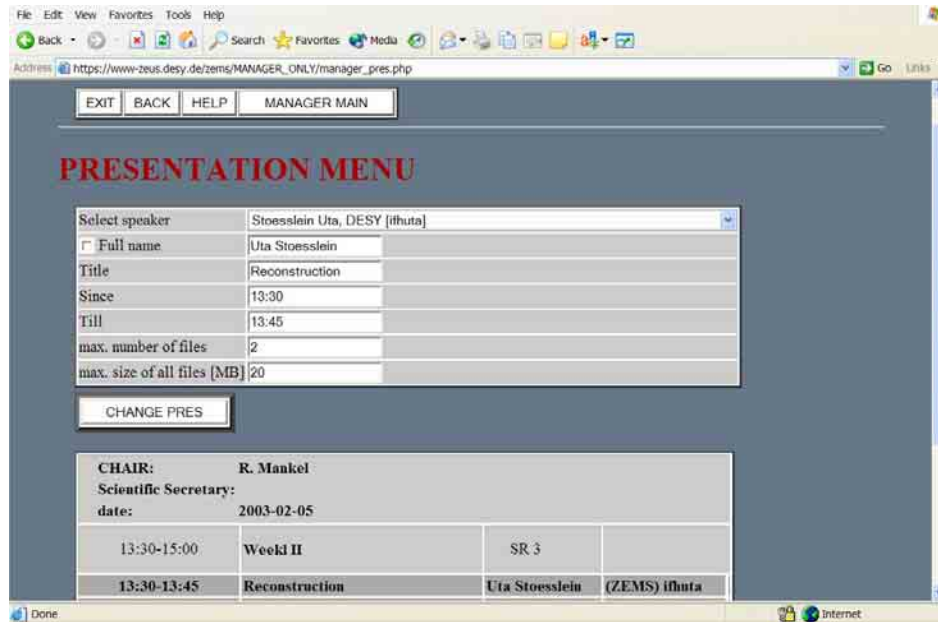 File Edit View Favorites Tools Help
Back Search Favorites Media
Address https://www-zeus.desy.de/zems/MANAGER_ONLY/manager_pres.php Go Links
EXIT BACK HELP MANAGER MAIN
PRESENTATION MENU
Select speaker Stoesslein Uta, DESY [ifhuta]
Full name Uta Stoesslein
Title Reconstruction
Since 13:30
Till 13:45
max. number of files 2
max. size of all files [MB] 20
CHANGE PRES
CHAIR: R. Mankel
Scientific Secretary:
date: 2003-02-05
13:30-15:00 Weekl II SR 3
13:30-13:45 Reconstruction Uta Stoesslein (ZEMS) ifhuta
Done Internet